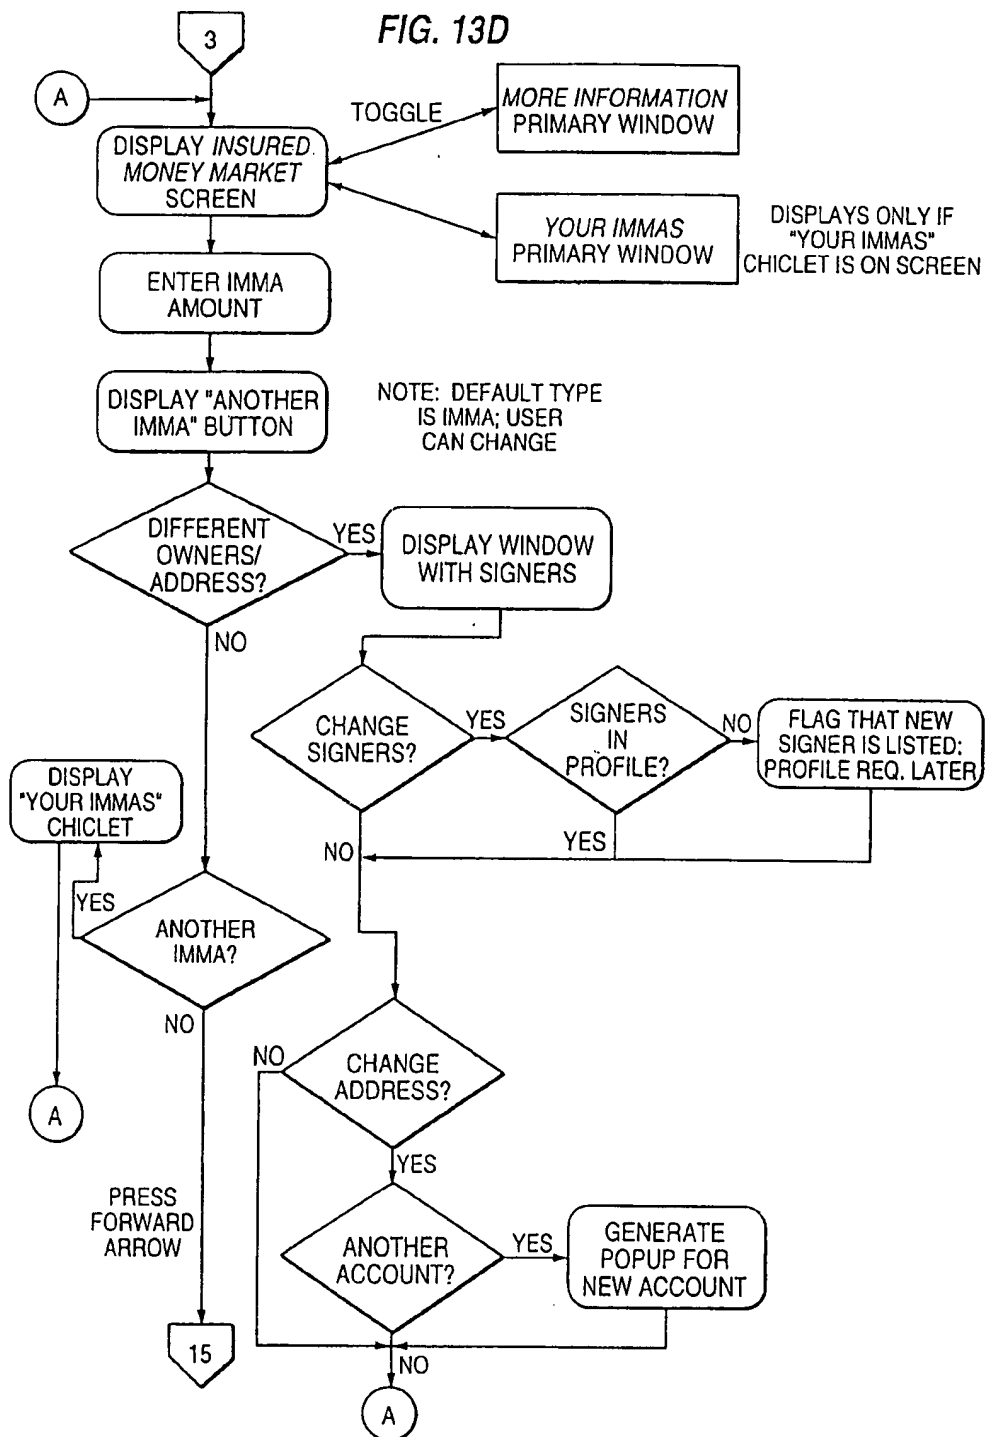 FIG. 13D
3
A
TOGGLE
MORE INFORMATION
PRIMARY WINDOW
DISPLAY INSURED
MONEY MARKET
SCREEN
YOUR IMMAS
PRIMARY WINDOW
DISPLAYS ONLY IF
"YOUR IMMAS"
CHICLET IS ON SCREEN
ENTER IMMA
AMOUNT
DISPLAY "ANOTHER
IMMA" BUTTON
NOTE: DEFAULT TYPE
IS IMMA; USER
CAN CHANGE
DIFFERENT
OWNERS/
ADDRESS?
YES
DISPLAY WINDOW
WITH SIGNERS
NO
CHANGE
SIGNERS?
YES
SIGNERS
IN
PROFILE?
NO
FLAG THAT NEW
SIGNER IS LISTED:
PROFILE REQ. LATER
DISPLAY
"YOUR IMMAS"
CHICLET
NO
YES
YES
ANOTHER
IMMA?
NO
NO
CHANGE
ADDRESS?
A
YES
PRESS
FORWARD
ARROW
ANOTHER
ACCOUNT?
YES
GENERATE
POPUP FOR
NEW ACCOUNT
15
NO
A